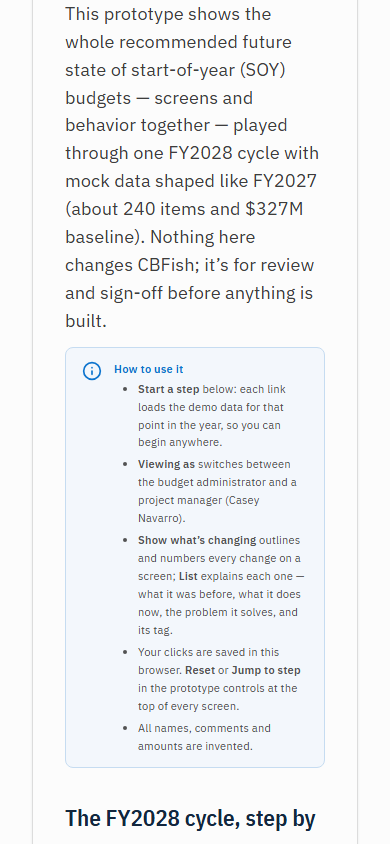 This prototype shows the
whole recommended future
state of start-of-year (SOY)
budgets — screens and
behavior together — played
through one FY2028 cycle with
mock data shaped like FY2027
(about 240 items and $327M
baseline). Nothing here
changes CBFish; it’s for review
and sign-off before anything is
built.
How to use it
• Start a step below: each link
loads the demo data for that
point in the year, so you can
begin anywhere.
• Viewing as switches between
the budget administrator and a
project manager (Casey
Navarro).
• Show what’s changing outlines
and numbers every change on a
screen; List explains each one —
what it was before, what it does
now, the problem it solves, and
its tag.
• Your clicks are saved in this
browser. Reset or Jump to step
in the prototype controls at the
top of every screen.
• All names, comments and
amounts are invented.
The FY2028 cycle, step by